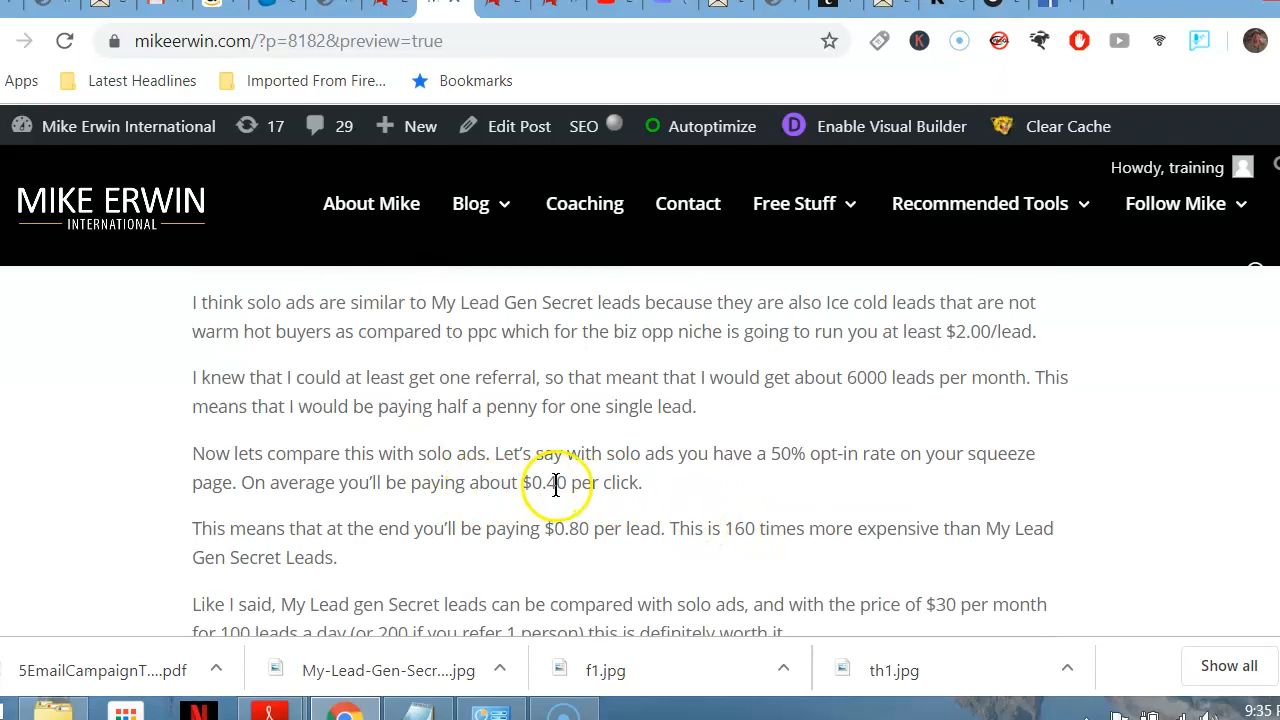 mikeerwin.com/?p=8182&preview=true
Apps Latest Headlines Imported From Fire... Bookmarks
Mike Erwin International 17 29 New Edit Post SEO Autoptimize Enable Visual Builder Clear Cache
Howdy, training
MIKE ERWIN
INTERNATIONAL
About Mike Blog Coaching Contact Free Stuff Recommended Tools Follow Mike
I think solo ads are similar to My Lead Gen Secret leads because they are also Ice cold leads that are not
warm hot buyers as compared to ppc which for the biz opp niche is going to run you at least $2.00/lead.
I knew that I could at least get one referral, so that meant that I would get about 6000 leads per month. This
means that I would be paying half a penny for one single lead.
Now lets compare this with solo ads. Let's say with solo ads you have a 50% opt-in rate on your squeeze
page. On average you'll be paying about $0.40 per click.
This means that at the end you'll be paying $0.80 per lead. This is 160 times more expensive than My Lead
Gen Secret Leads.
Like I said, My Lead gen Secret leads can be compared with solo ads, and with the price of $30 per month
for 100 leads a day (or 200 if you refer 1 person) this is definitely worth it.
5EmailCampaignT....pdf My-Lead-Gen-Secr....jpg f1.jpg th1.jpg Show all
9:35